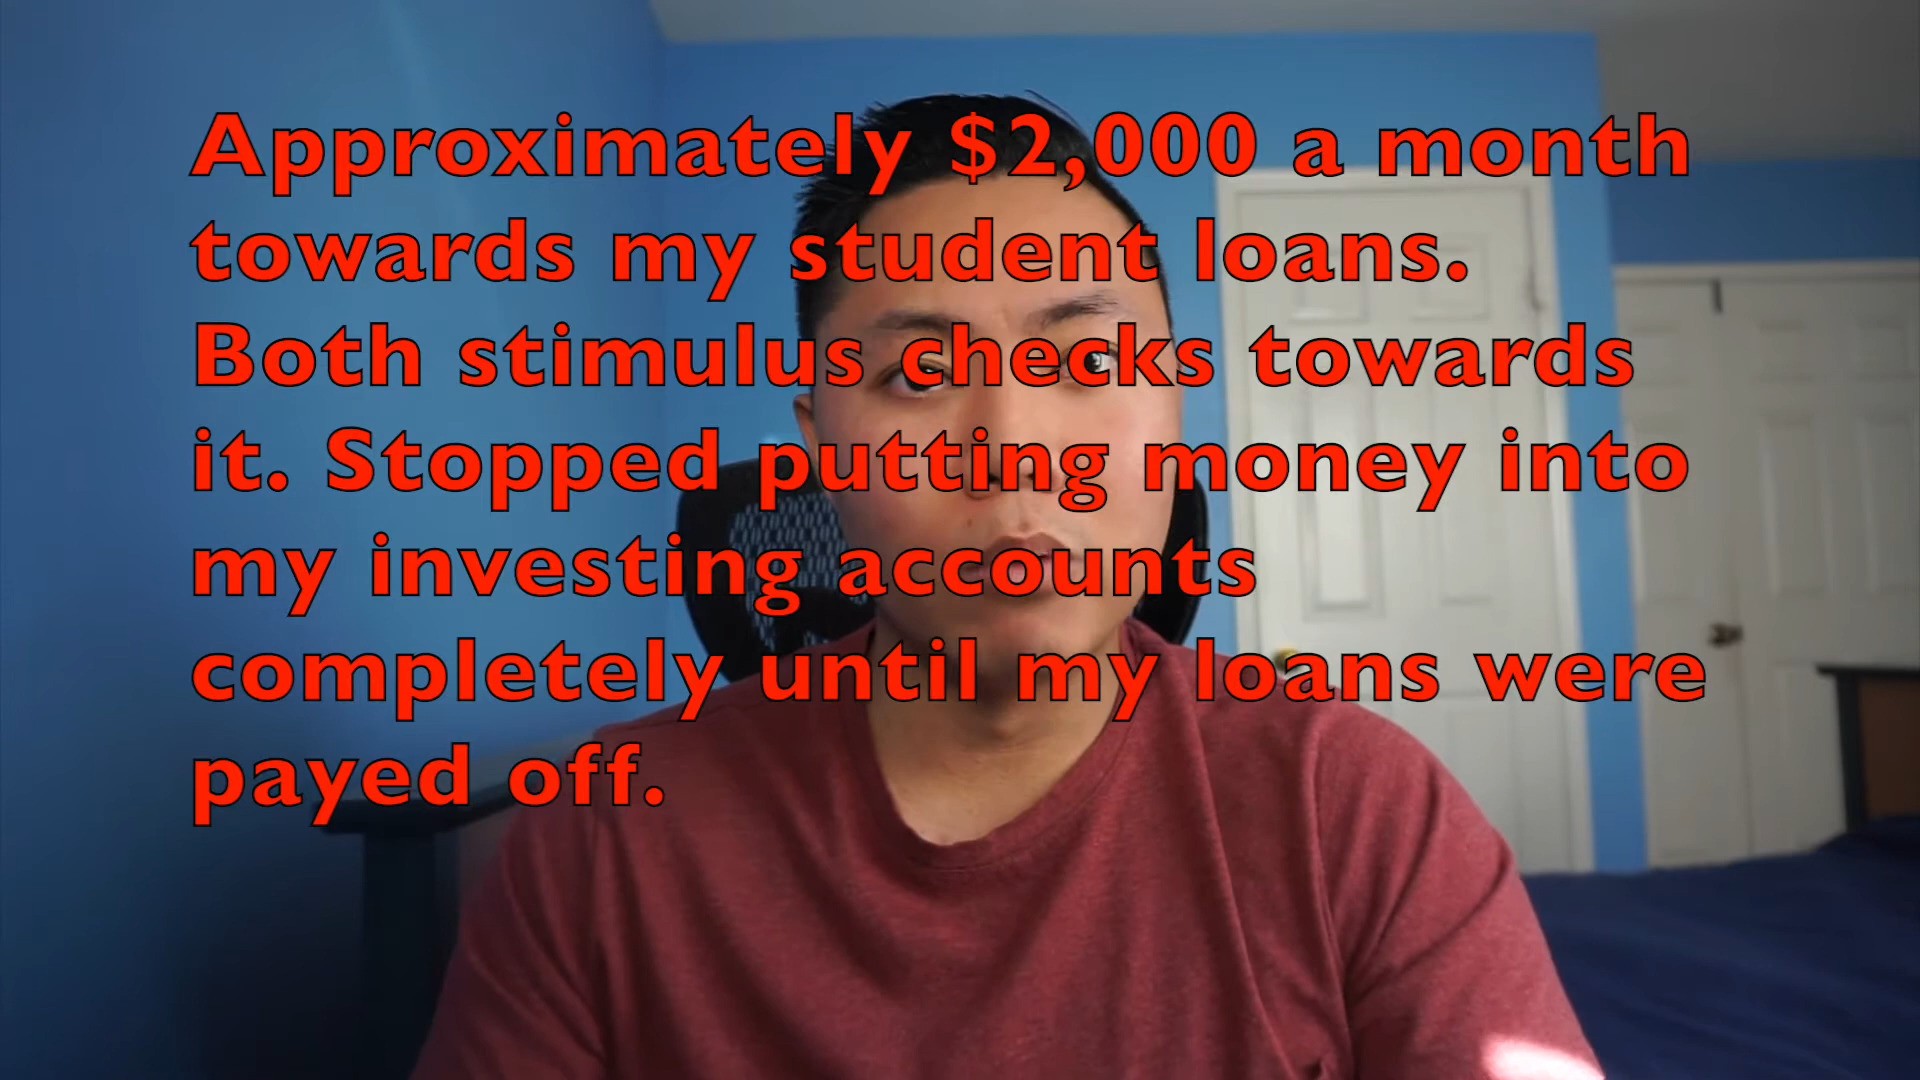 Approximately $2,000 a month
towards my student loans.
Both stimulus checks towards
it. Stopped putting money into
my investing accounts
completely until my loans were
payed off.